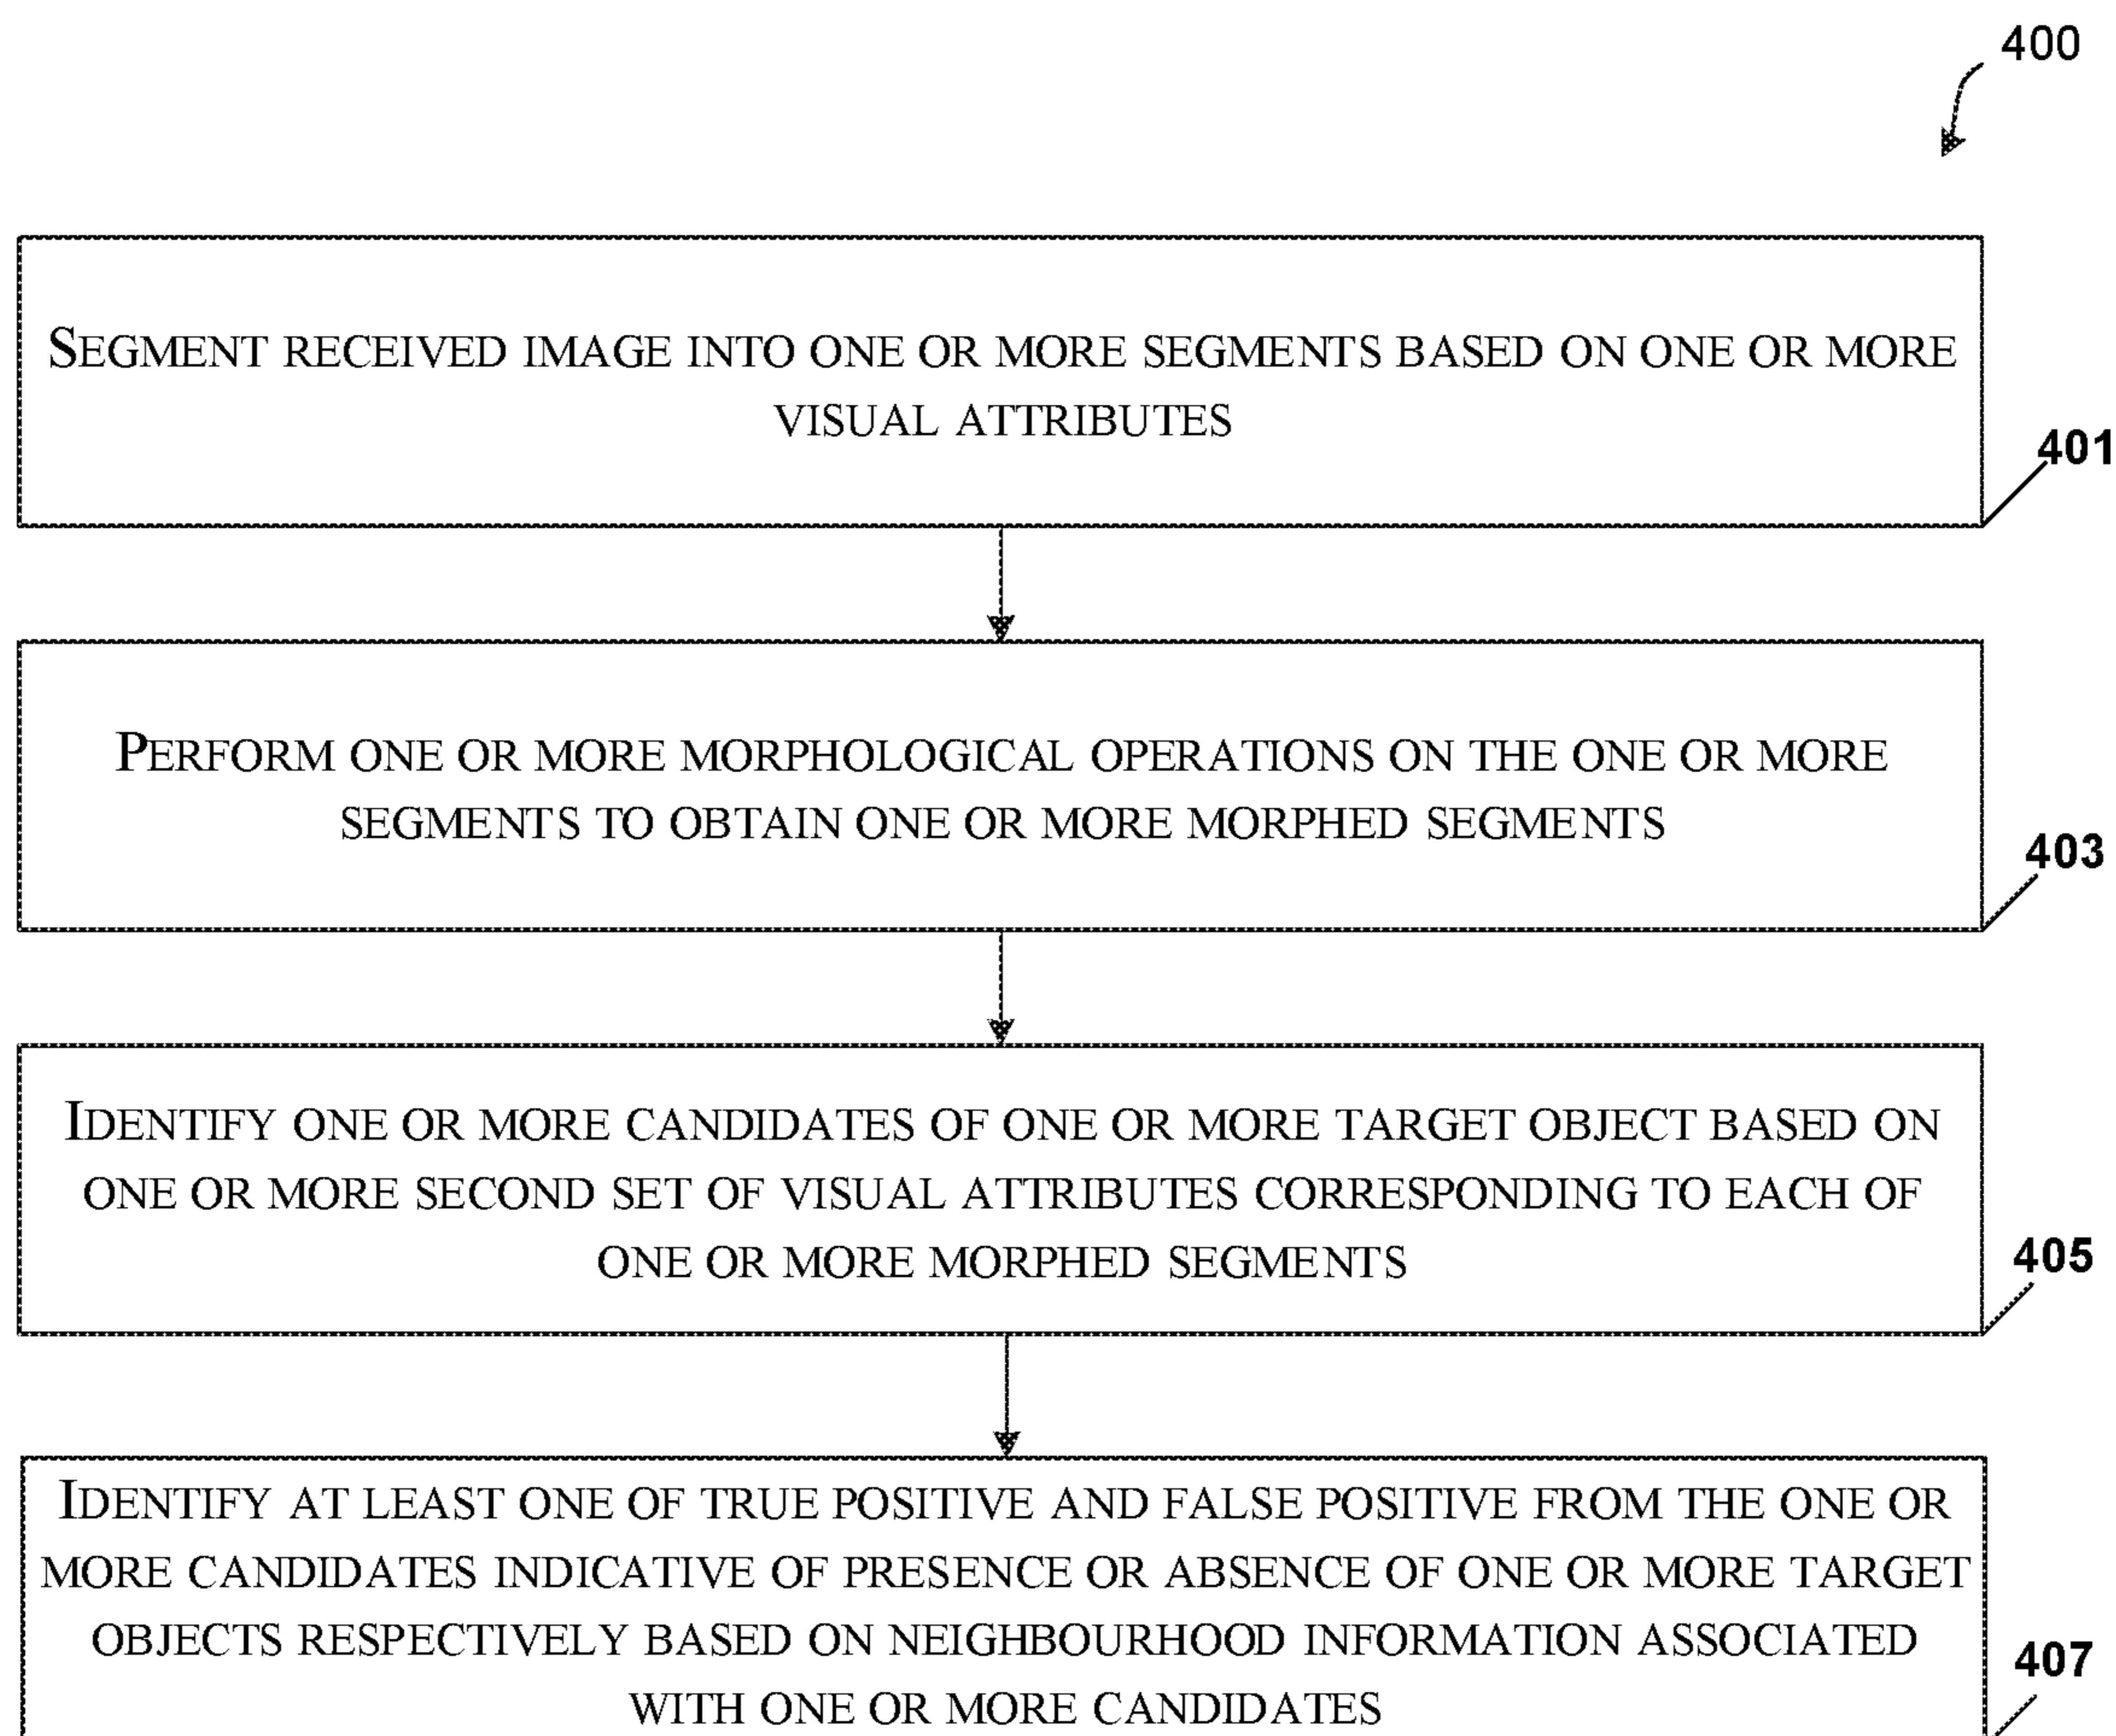 400
SEGMENT RECEIVED IMAGE INTO ONE OR MORE SEGMENTS BASED ON ONE OR MORE
VISUAL ATTRIBUTES
401
PERFORM ONE OR MORE MORPHOLOGICAL OPERATIONS ON THE ONE OR MORE
SEGMENTS TO OBTAIN ONE OR MORE MORPHED SEGMENTS
403
IDENTIFY ONE OR MORE CANDIDATES OF ONE OR MORE TARGET OBJECT BASED ON
ONE OR MORE SECOND SET OF VISUAL ATTRIBUTES CORRESPONDING TO EACH OF
ONE OR MORE MORPHED SEGMENTS
405
IDENTIFY AT LEAST ONE OF TRUE POSITIVE AND FALSE POSITIVE FROM THE ONE OR
MORE CANDIDATES INDICATIVE OF PRESENCE OR ABSENCE OF ONE OR MORE TARGET
OBJECTS RESPECTIVELY BASED ON NEIGHBOURHOOD INFORMATION ASSOCIATED
WITH ONE OR MORE CANDIDATES
407